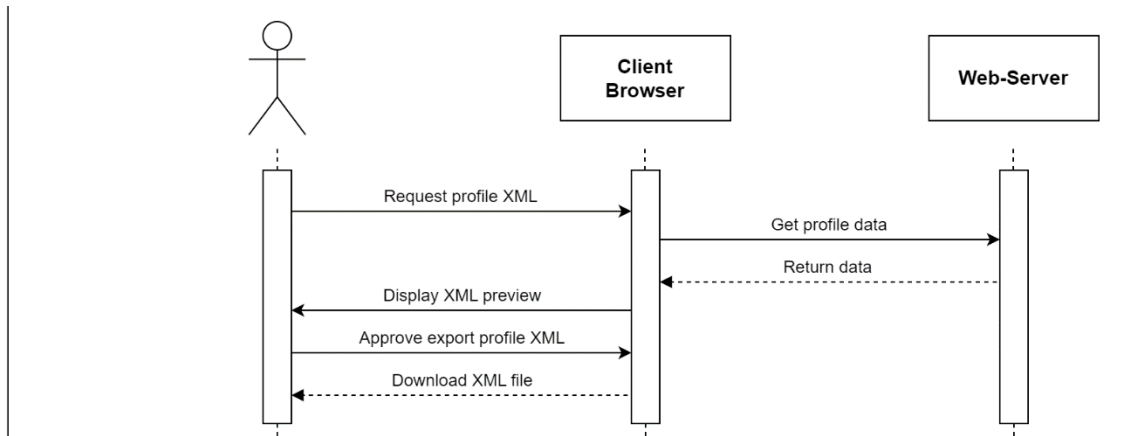 Client
Browser
Web-Server
Request profile XML
Get profile data
Return data
Display XML preview
Approve export profile XML
Download XML file